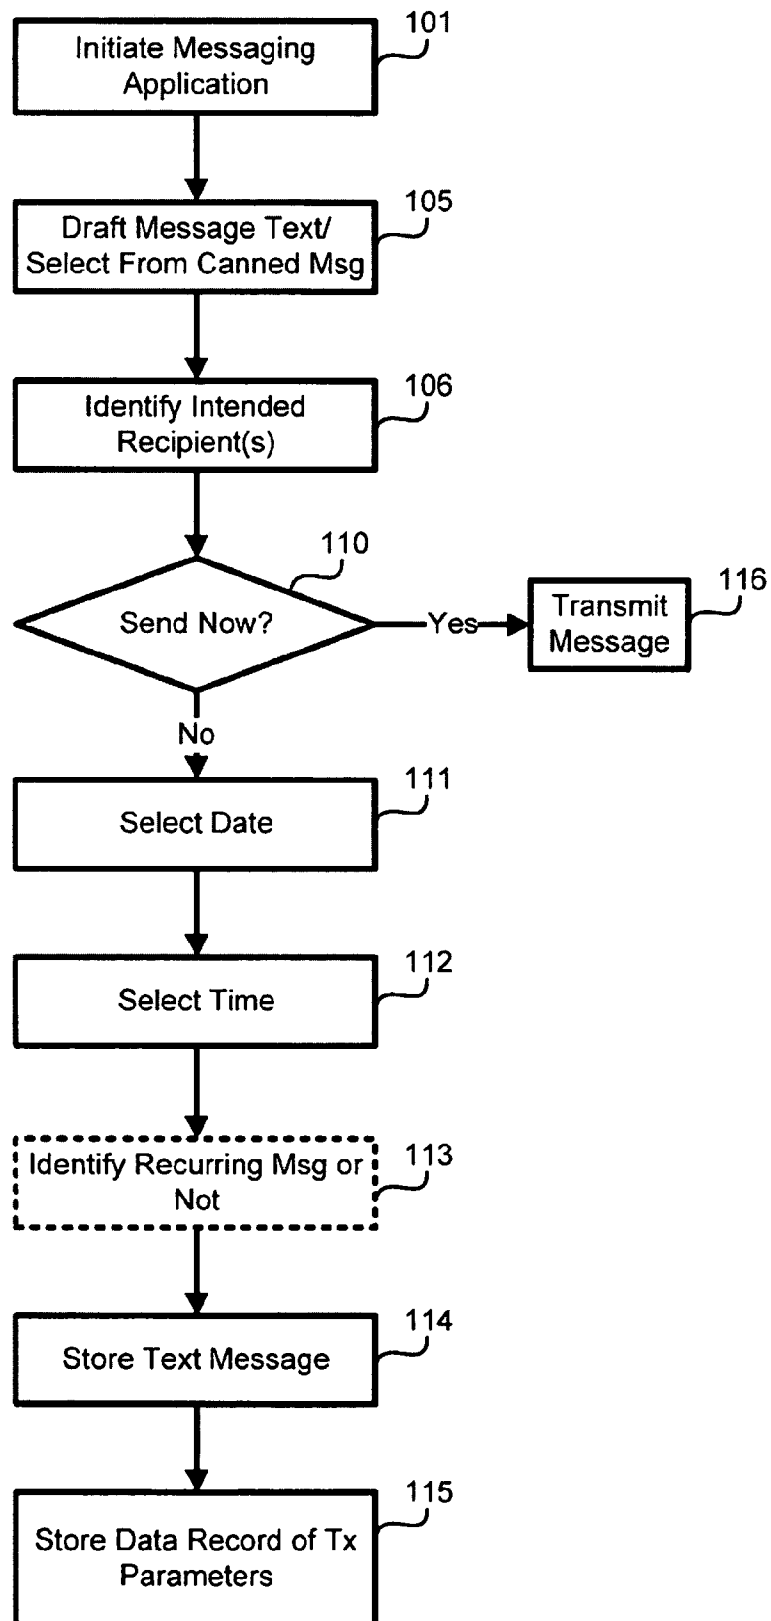 101
Initiate Messaging
Application
105
Draft Message Text/
Select From Canned Msg
106
Identify Intended
Recipient(s)
110
Send Now?
Yes
116
Transmit
Message
No
111
Select Date
112
Select Time
113
Identify Recurring Msg or
Not
114
Store Text Message
115
Store Data Record of Tx
Parameters